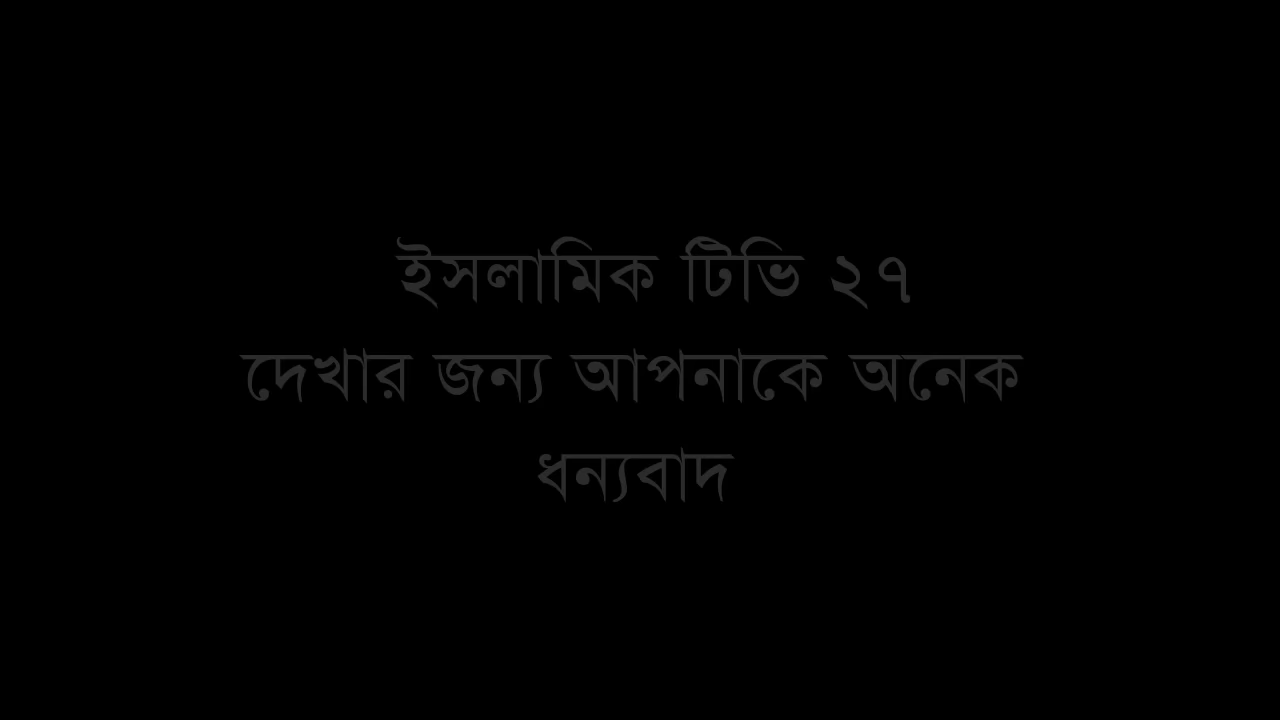 ইসলামিক টিভি ২৭
দেখার জন্য আপনাকে অনেক
ধন্যবাদ